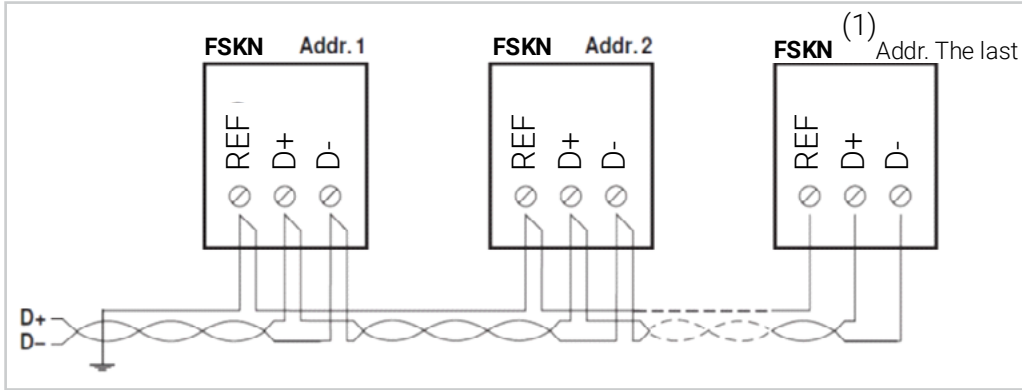 FSKN Addr. 1
FSKN Addr. 2
(1)
FSKN Addr. The last
REF D+ D-
REF D+ D-
REF D+ D-
D+
D–